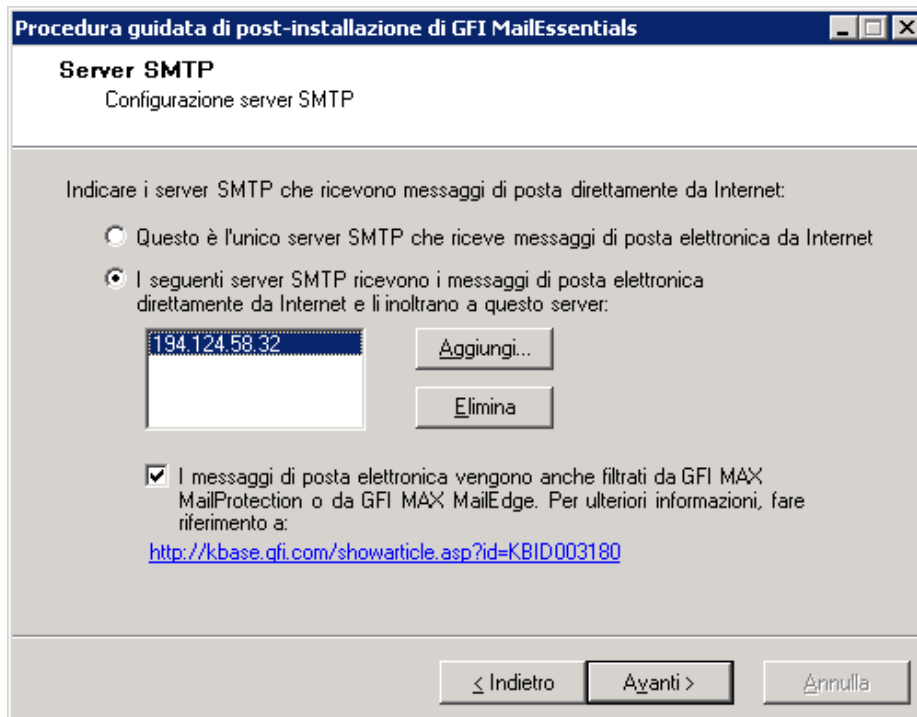 Procedura guidata di post-installazione di GFI MailEssentials
Server SMTP
Configurazione server SMTP
Indicare i server SMTP che ricevono messaggi di posta direttamente da Internet:
Questo è l'unico server SMTP che riceve messaggi di posta elettronica da Internet
I seguenti server SMTP ricevono i messaggi di posta elettronica
direttamente da Internet e li inoltrano a questo server:
194.124.58.32
Aggiungi...
Elimina
I messaggi di posta elettronica vengono anche filtrati da GFI MAX
MailProtection o da GFI MAX MailEdge. Per ulteriori informazioni, fare
riferimento a:
http://kbase.gfi.com/showarticle.asp?id=KBID003180
< Indietro
Avanti >
Annulla